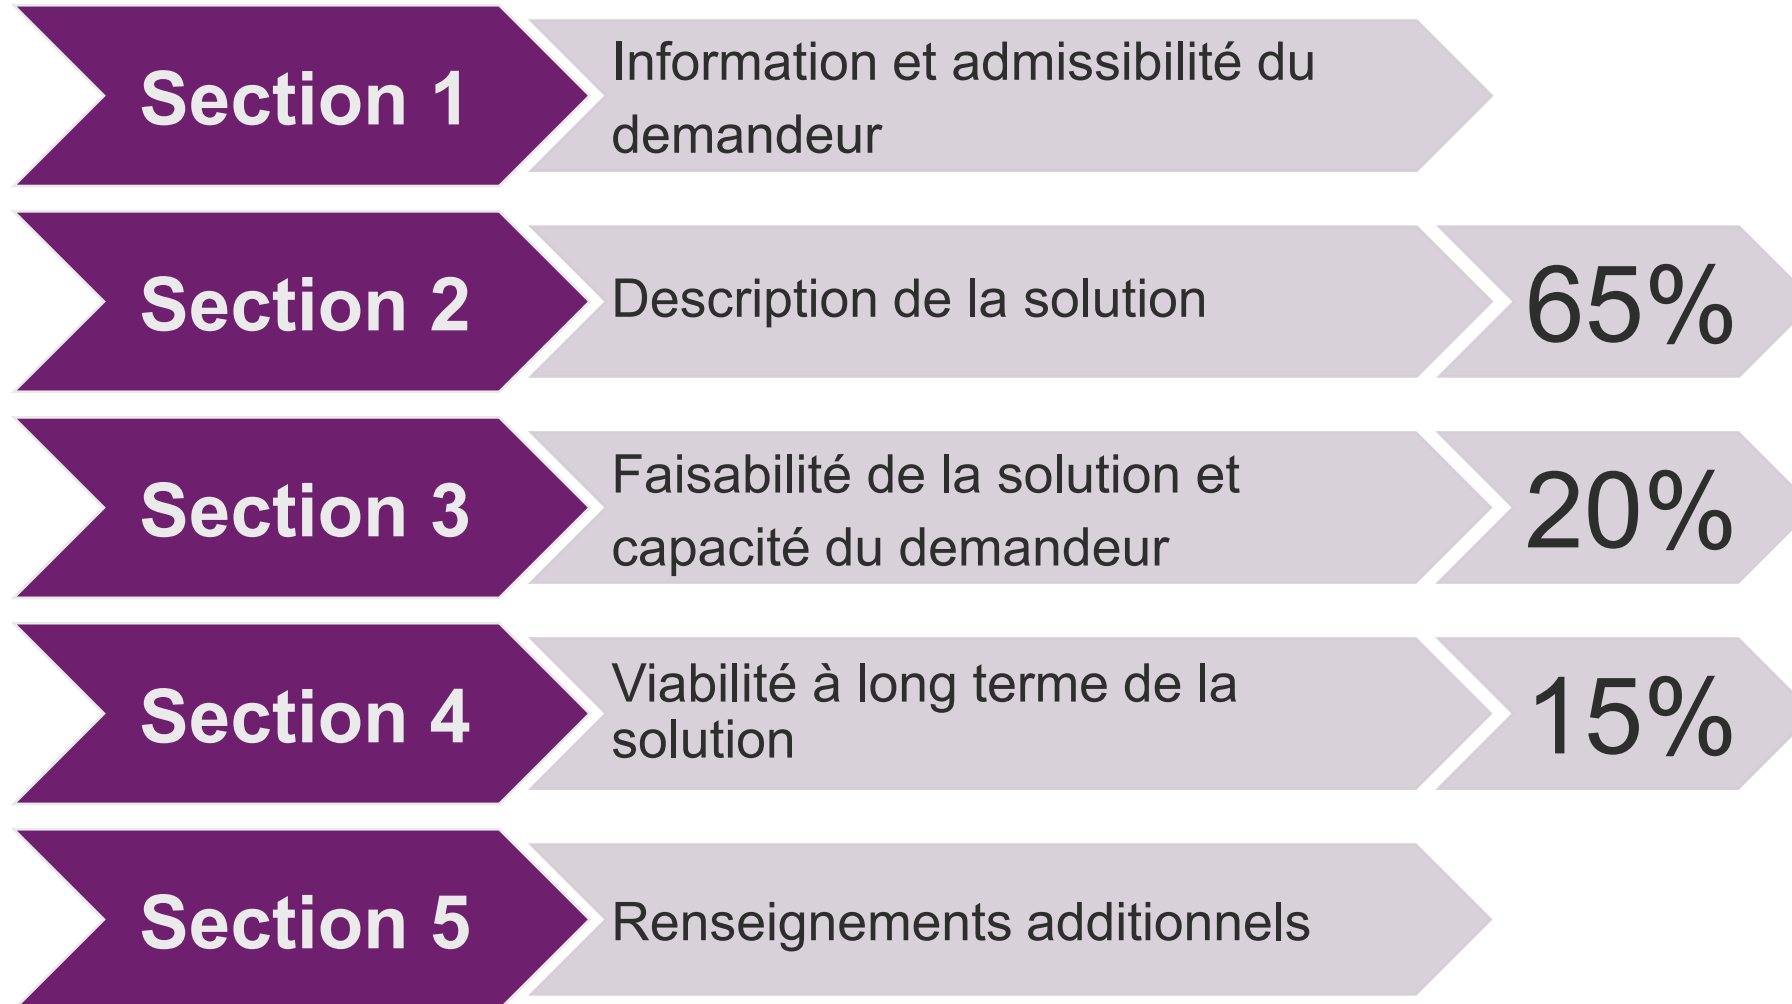 Section 1
Information et admissibilité du
demandeur
Section 2
Description de la solution
65%
Section 3
Faisabilité de la solution et
capacité du demandeur
20%
Section 4
Viabilité à long terme de la
solution
15%
Section 5
Renseignements additionnels